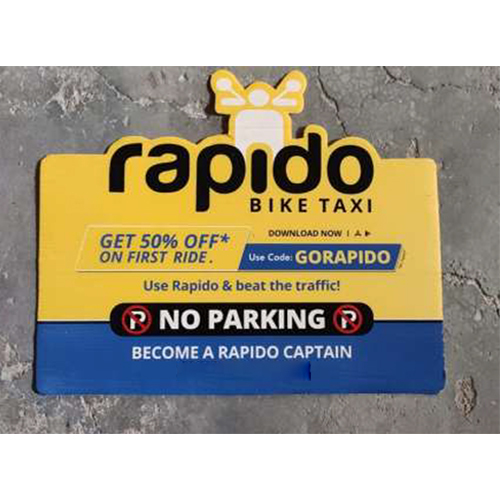 rapido
BIKE TAXI
DOWNLOAD NOW
GET 50% OFF*
ON FIRST RIDE.
Use Code: GORAPIDO
Use Rapido & beat the traffic!
P NO PARKING P
BECOME A RAPIDO CAPTAIN